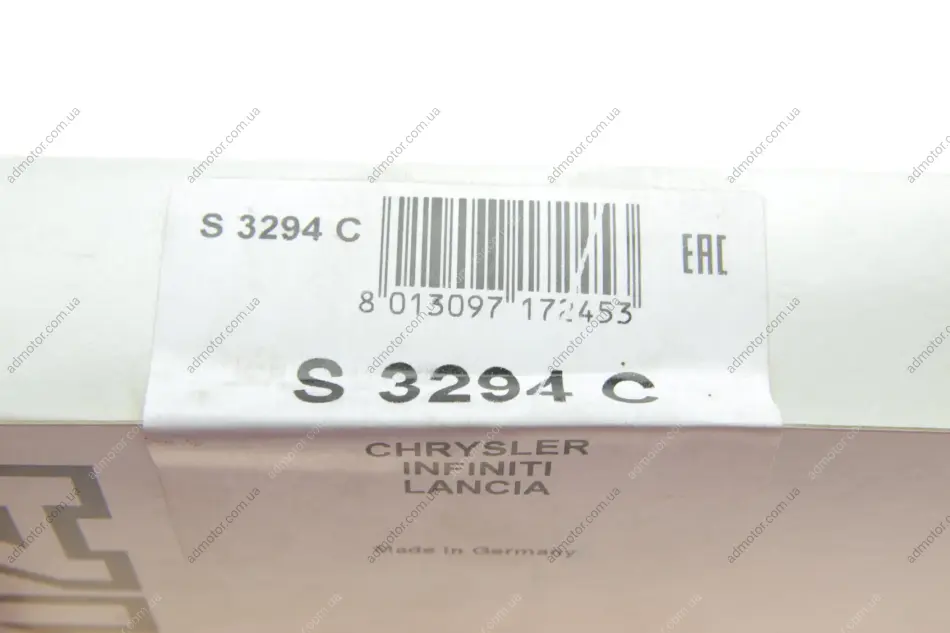 S 3294 C
8 013097 172453
EAC
S 3294 C
CHRYSLER
INFINITI
LANCIA
Made in Germany
admotor.com.ua